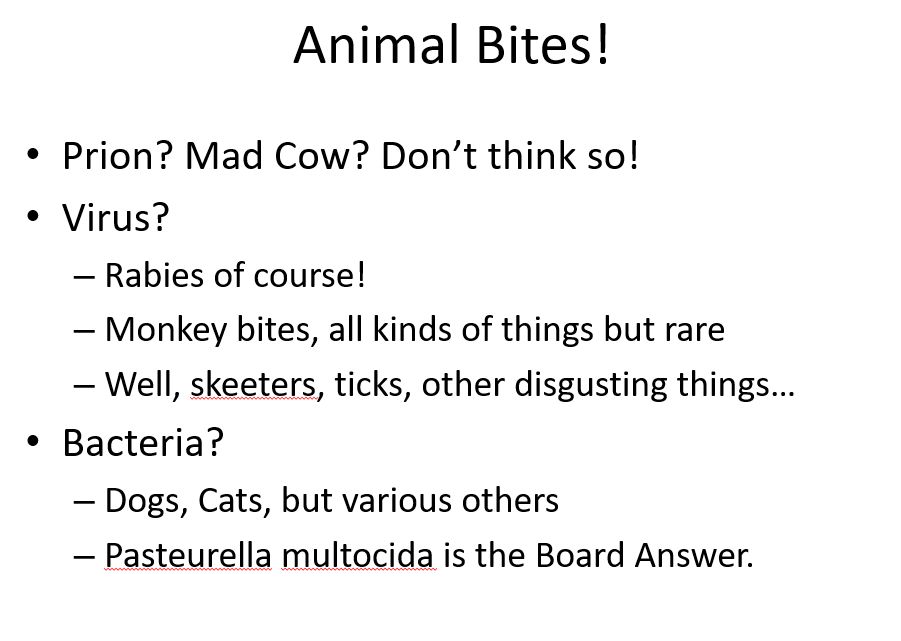 Animal Bites!
• Prion? Mad Cow? Don’t think so!
• Virus?
– Rabies of course!
– Monkey bites, all kinds of things but rare
– Well, skeeters, ticks, other disgusting things…
• Bacteria?
– Dogs, Cats, but various others
– Pasteurella multocida is the Board Answer.